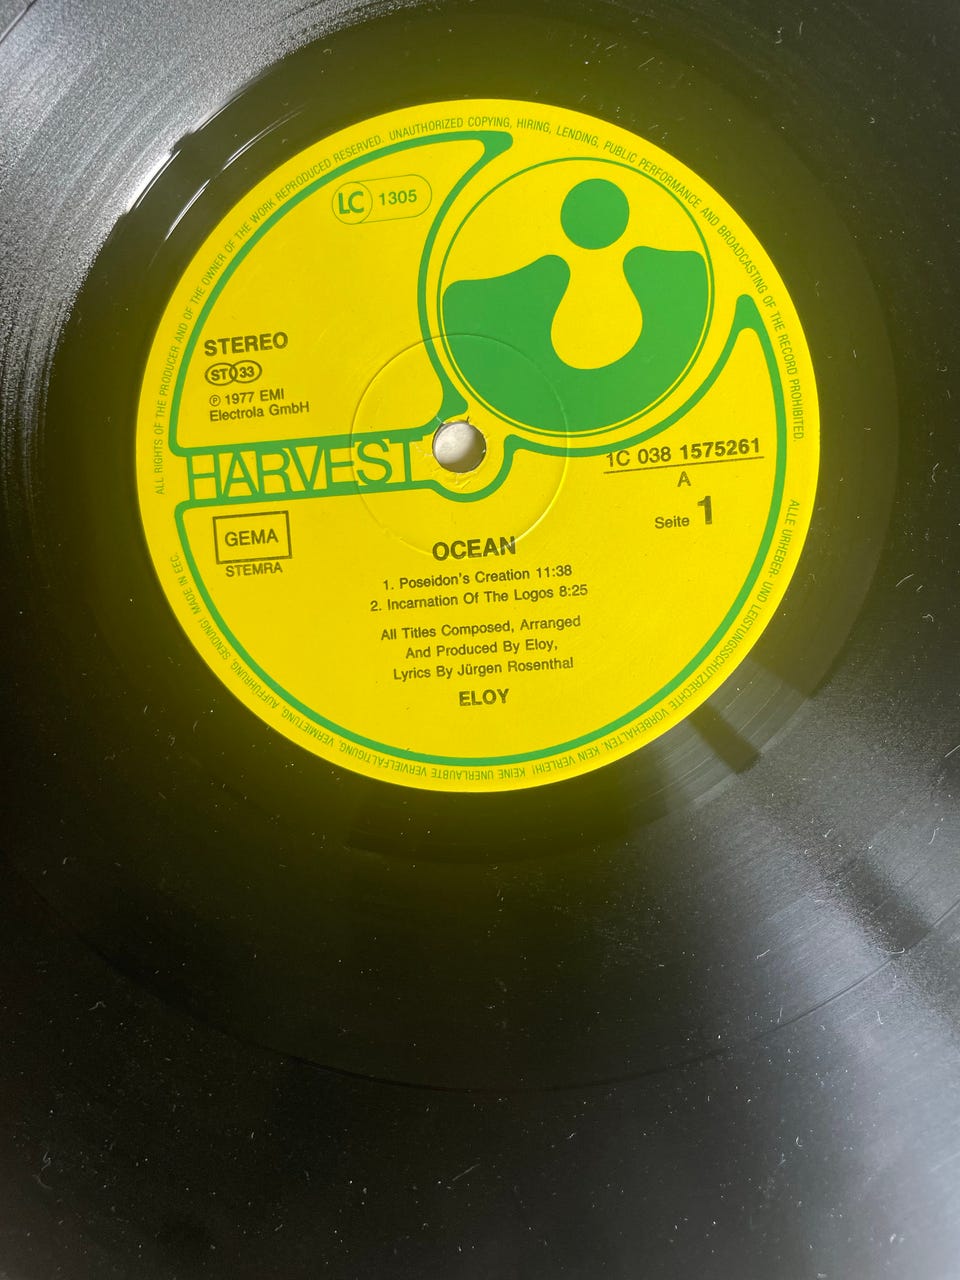 ALL RIGHTS OF THE PRODUCER AND OF THE OWNER OF THE WORK REPRODUCED RESERVED. UNAUTHORIZED COPYING, HIRING, LENDING, PUBLIC PERFORMANCE AND BROADCASTING OF THE RECORD PROHIBITED.
LC 1305
STEREO
ST 33
℗ 1977 EMI
Electrola GmbH
HARVEST
1C 038 1575261
A
Seite 1
GEMA
STEMRA
OCEAN
1. Poseidon's Creation 11:38
2. Incarnation Of The Logos 8:25
All Titles Composed, Arranged
And Produced By Eloy,
Lyrics By Jürgen Rosenthal
ELOY
ALLE URHEBER- UND LEISTUNGSSCHUTZRECHTE VORBEHALTEN. KEIN VERLEIH! KEINE UNERLAUBTE VERVIELFÄLTIGUNG, VERMIETUNG, AUFFÜHRUNG, SENDUNG! MADE IN EEC.